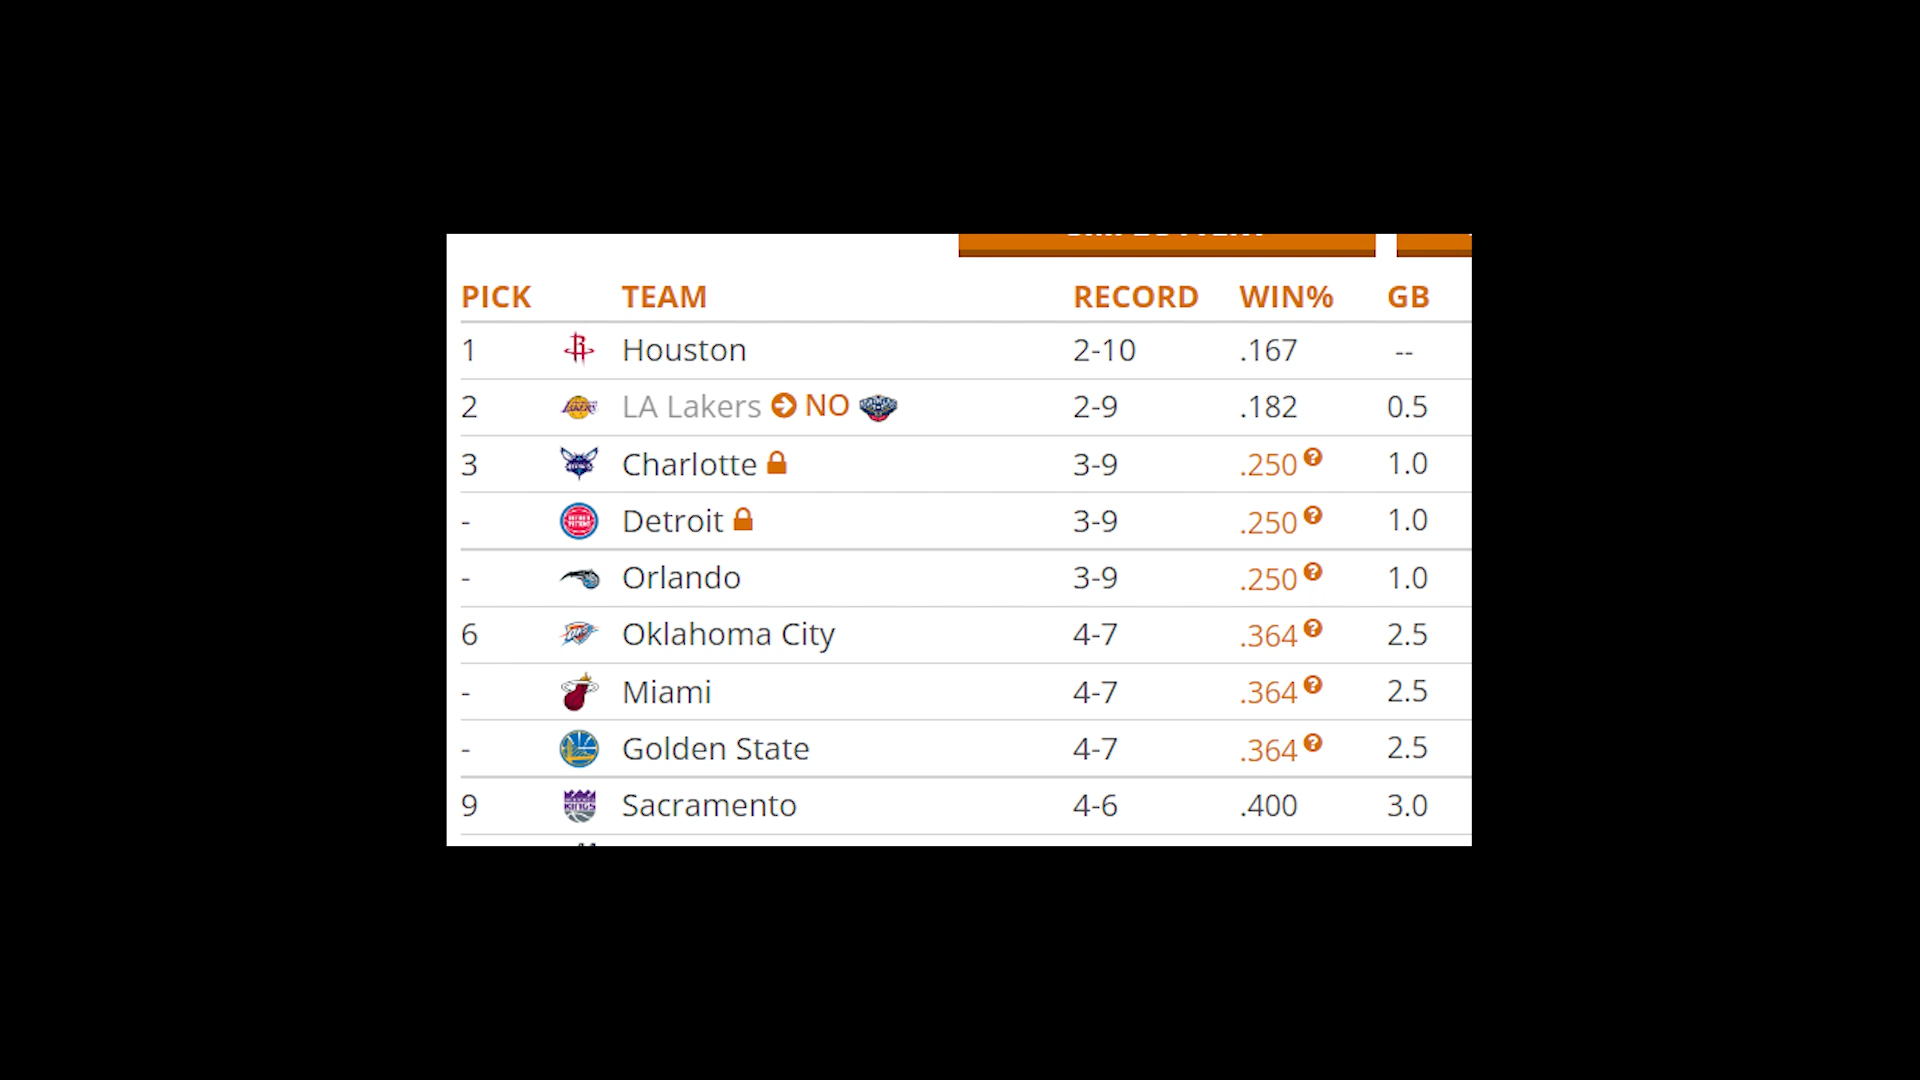 PICK TEAM RECORD WIN% GB
1 Houston 2-10 .167 --
2 LA Lakers NO 2-9 .182 0.5
3 Charlotte 3-9 .250 ? 1.0
- Detroit 3-9 .250 ? 1.0
- Orlando 3-9 .250 ? 1.0
6 Oklahoma City 4-7 .364 ? 2.5
- Miami 4-7 .364 ? 2.5
- Golden State 4-7 .364 ? 2.5
9 Sacramento 4-6 .400 3.0